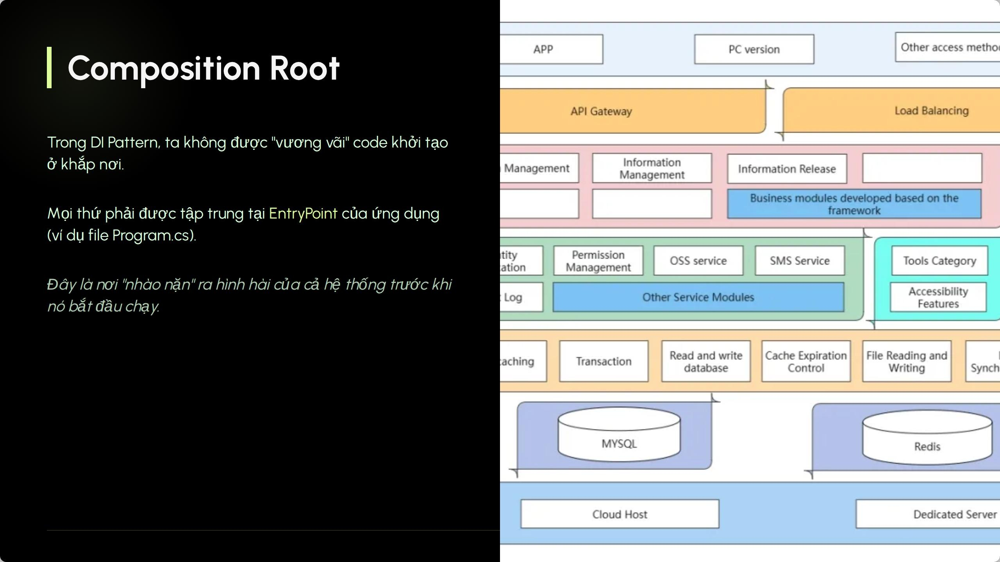 Composition Root
Trong DI Pattern, ta không được "vương vãi" code khởi tạo
ở khắp nơi.
Mọi thứ phải được tập trung tại EntryPoint của ứng dụng
(ví dụ file Program.cs).
Đây là nơi "nhào nặn" ra hình hài của cả hệ thống trước khi
nó bắt đầu chạy.
APP
PC version
Other access
API Gateway
Load Balancing
Management
Information
Management
Information Release
Business modules developed based on the
framework
Permission
Management
OSS service
SMS Service
Tools Category
Log
Other Service Modules
Accessibility
Features
Transaction
Read and write
database
Cache Expiration
Control
File Reading and
Writing
MYSQL
Redis
Cloud Host
Dedicated Server